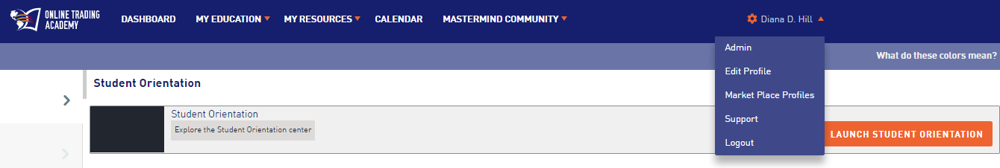 ONLINE TRADING
ACADEMY
DASHBOARD MY EDUCATION MY RESOURCES CALENDAR MASTERMIND COMMUNITY Diana D. Hill
Admin
Edit Profile
Market Place Profiles
Support
Logout
What do these colors mean?
Student Orientation
Student Orientation
Explore the Student Orientation center
LAUNCH STUDENT ORIENTATION